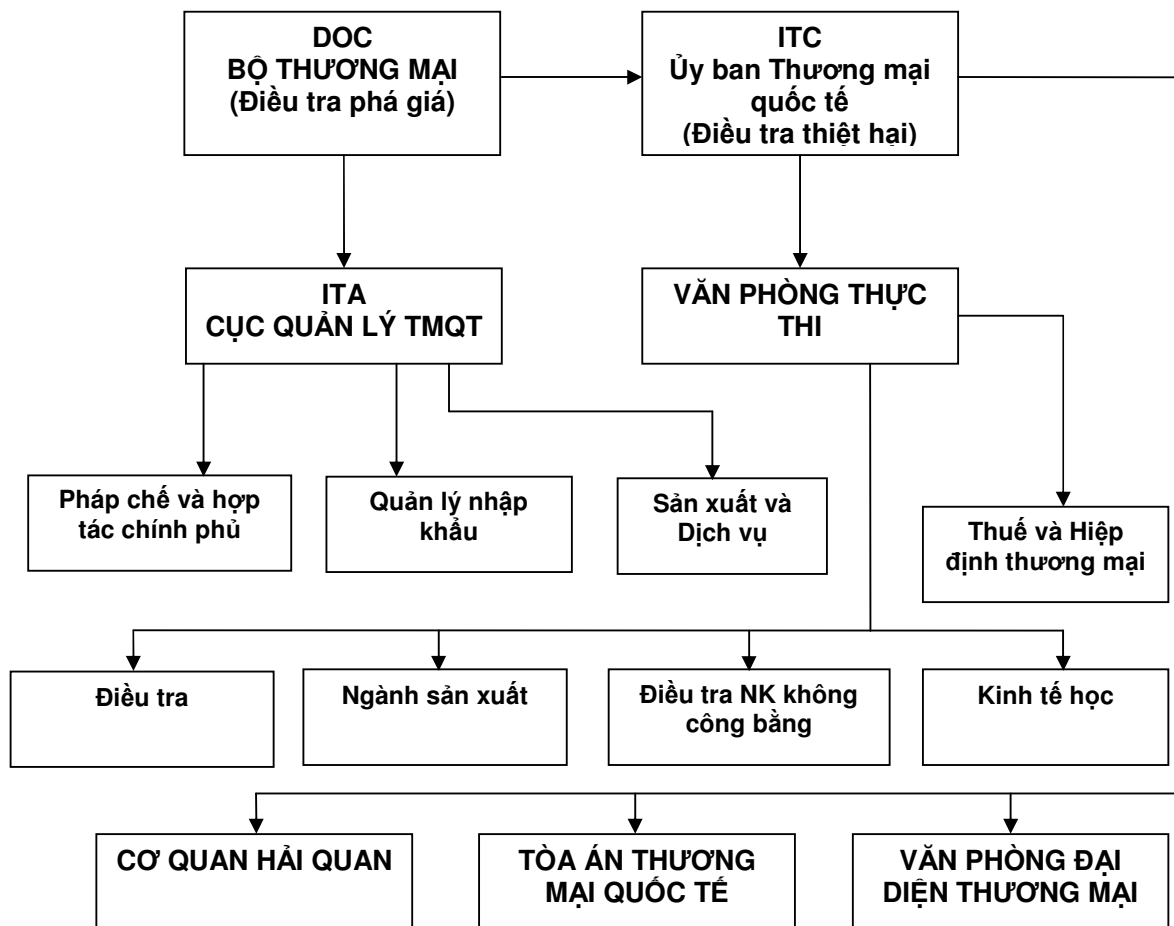 DOC
BỘ THƯƠNG MẠI
(Điều tra phá giá)
ITC
Ủy ban Thương mại
quốc tế
(Điều tra thiệt hại)
ITA
CỤC QUẢN LÝ TMQT
VĂN PHÒNG THỰC
THI
Pháp chế và hợp
tác chính phủ
Quản lý nhập
khẩu
Sản xuất và
Dịch vụ
Thuế và Hiệp
định thương mại
Điều tra
Ngành sản xuất
Điều tra NK không
công bằng
Kinh tế học
CƠ QUAN HẢI QUAN
TÒA ÁN THƯƠNG
MẠI QUỐC TẾ
VĂN PHÒNG ĐẠI
DIỆN THƯƠNG MẠI